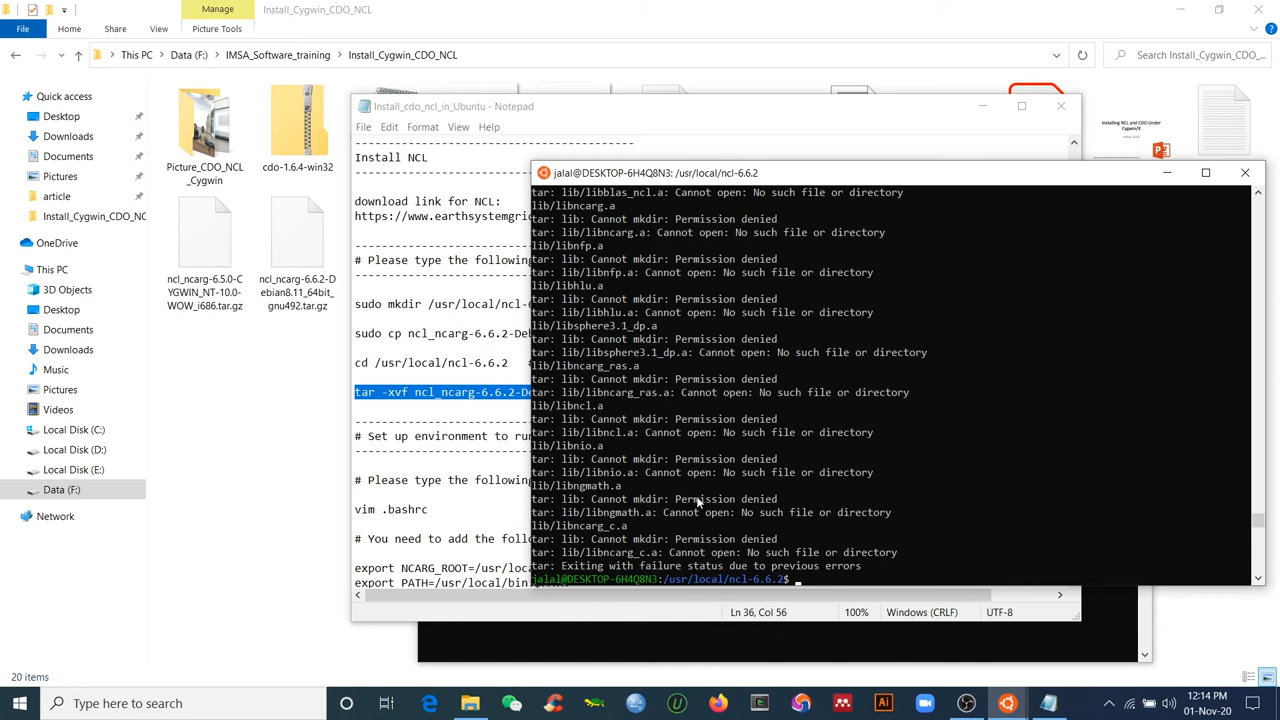 Manage
Install_Cygwin_CDO_NCL
File
Home
Share
View
Picture Tools
This PC
Data (F:)
IMSA_Software_training
Install_Cygwin_CDO_NCL
Search Install_Cygwin_CDO_...
Quick access
Desktop
Downloads
Documents
Pictures
article
Install_Cygwin_CDO_NC
OneDrive
This PC
3D Objects
Desktop
Documents
Downloads
Music
Pictures
Videos
Local Disk (C:)
Local Disk (D:)
Local Disk (E:)
Data (F:)
Network
20 items
Picture_CDO_NCL
_Cygwin
cdo-1.6.4-win32
ncl_ncarg-6.5.0-C
YGWIN_NT-10.0-
WOW_i686.tar.gz
ncl_ncarg-6.6.2-D
ebian8.11_64bit_
gnu492.tar.gz
Installing NCL and CDO Under
Cygwin/X
Install_cdo_ncl_in_Ubuntu - Notepad
File
Edit
Format
View
Help
-----------------------------------
Install NCL
download link for NCL:
https://www.earthsystemgri
# Please type the following
sudo mkdir /usr/local/ncl-6
sudo cp ncl_ncarg-6.6.2-De
cd /usr/local/ncl-6.6.2
tar -xvf ncl_ncarg-6.6.2-D
# Set up environment to ru
# Please type the following
vim .bashrc
# You need to add the follo
export NCARG_ROOT=/usr/loc
export PATH=/usr/local/bin
Ln 36, Col 56
100%
Windows (CRLF)
UTF-8
jalal@DESKTOP-6H4Q8N3: /usr/local/ncl-6.6.2
tar: lib/libblas_ncl.a: Cannot open: No such file or directory
lib/libncarg.a
tar: lib: Cannot mkdir: Permission denied
tar: lib/libncarg.a: Cannot open: No such file or directory
lib/libnfp.a
tar: lib: Cannot mkdir: Permission denied
tar: lib/libnfp.a: Cannot open: No such file or directory
lib/libhlu.a
tar: lib: Cannot mkdir: Permission denied
tar: lib/libhlu.a: Cannot open: No such file or directory
lib/libsphere3.1_dp.a
tar: lib: Cannot mkdir: Permission denied
tar: lib/libsphere3.1_dp.a: Cannot open: No such file or directory
lib/libncarg_ras.a
tar: lib: Cannot mkdir: Permission denied
tar: lib/libncarg_ras.a: Cannot open: No such file or directory
lib/libncl.a
tar: lib: Cannot mkdir: Permission denied
tar: lib/libncl.a: Cannot open: No such file or directory
lib/libnio.a
tar: lib: Cannot mkdir: Permission denied
tar: lib/libnio.a: Cannot open: No such file or directory
lib/libngmath.a
tar: lib: Cannot mkdir: Permission denied
tar: lib/libngmath.a: Cannot open: No such file or directory
lib/libncarg_c.a
tar: lib: Cannot mkdir: Permission denied
tar: lib/libncarg_c.a: Cannot open: No such file or directory
tar: Exiting with failure status due to previous errors
jalal@DESKTOP-6H4Q8N3:/usr/local/ncl-6.6.2$
Type here to search
12:14 PM
01-Nov-20